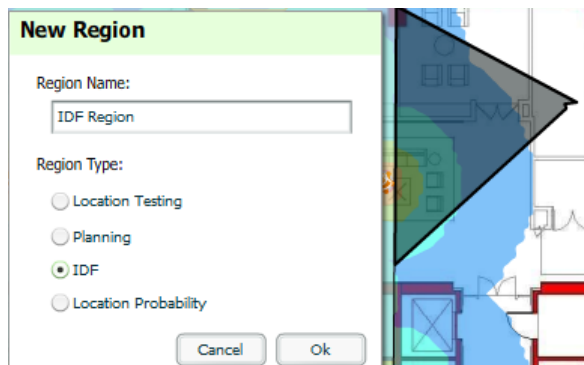 New Region
Region Name:
IDF Region
Region Type:
Location Testing
Planning
IDF
Location Probability
Cancel
Ok